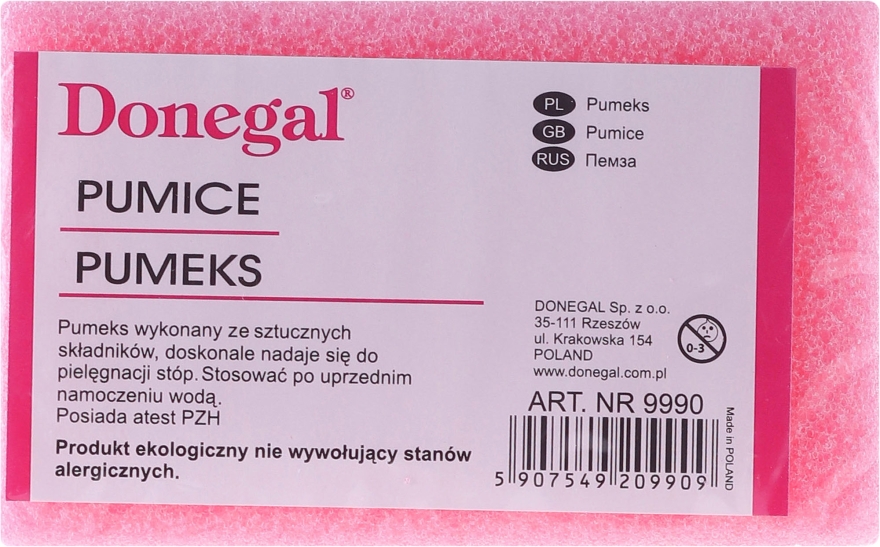 Donegal®
PUMICE
PUMEKS
Pumeks wykonany ze sztucznych
składników, doskonale nadaje się do
pielęgnacji stóp. Stosować po uprzednim
namoczeniu wodą.
Posiada atest PZH
Produkt ekologiczny nie wywołujący stanów
alergicznych.
PL Pumeks
GB Pumice
RUS Пемза
DONEGAL Sp. z o.o.
35-111 Rzeszów
ul. Krakowska 154
POLAND
www.donegal.com.pl
0-3
ART. NR 9990
5 907549 209909
Made in POLAND